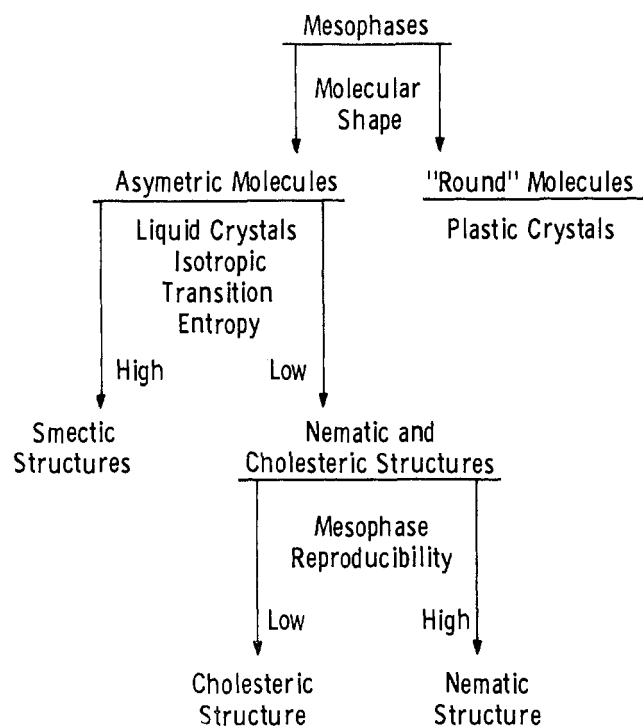 Mesophases
Molecular
Shape
Asymetric Molecules
"Round" Molecules
Liquid Crystals
Isotropic
Transition
Entropy
Plastic Crystals
High
Low
Smectic
Structures
Nematic and
Cholesteric Structures
Mesophase
Reproducibility
Low
High
Cholesteric
Structure
Nematic
Structure